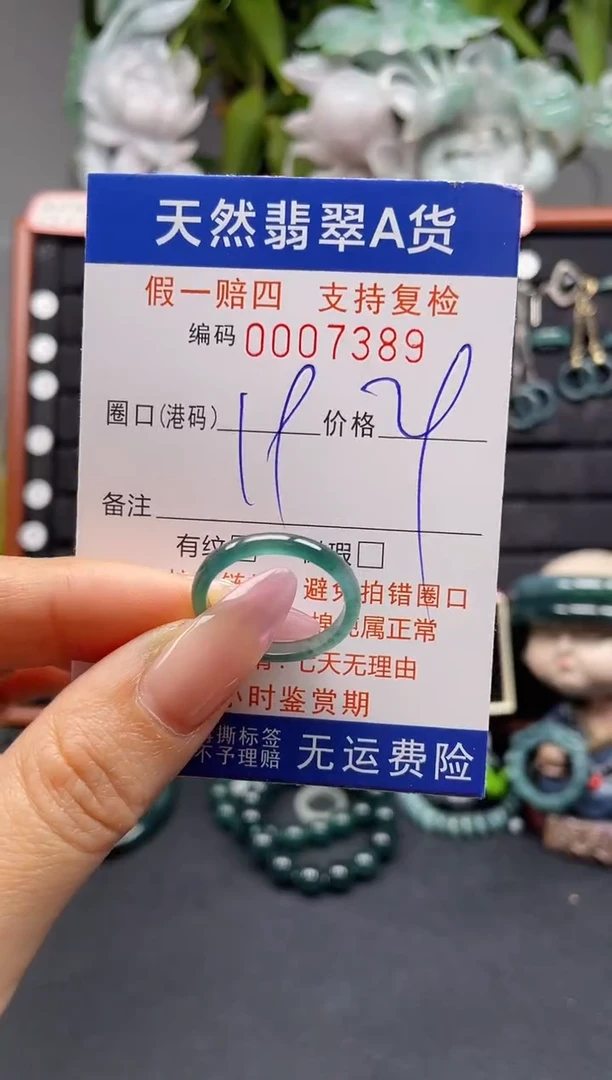 天然翡翠A货
假一赔四 支持复检
编码 0007389
圈口(港码) 价格
备注
有纹 瑕□
避免拍错圈口
棉 属正常
七天无理由
小时鉴赏期
撕标签
不予理赔
无运费险